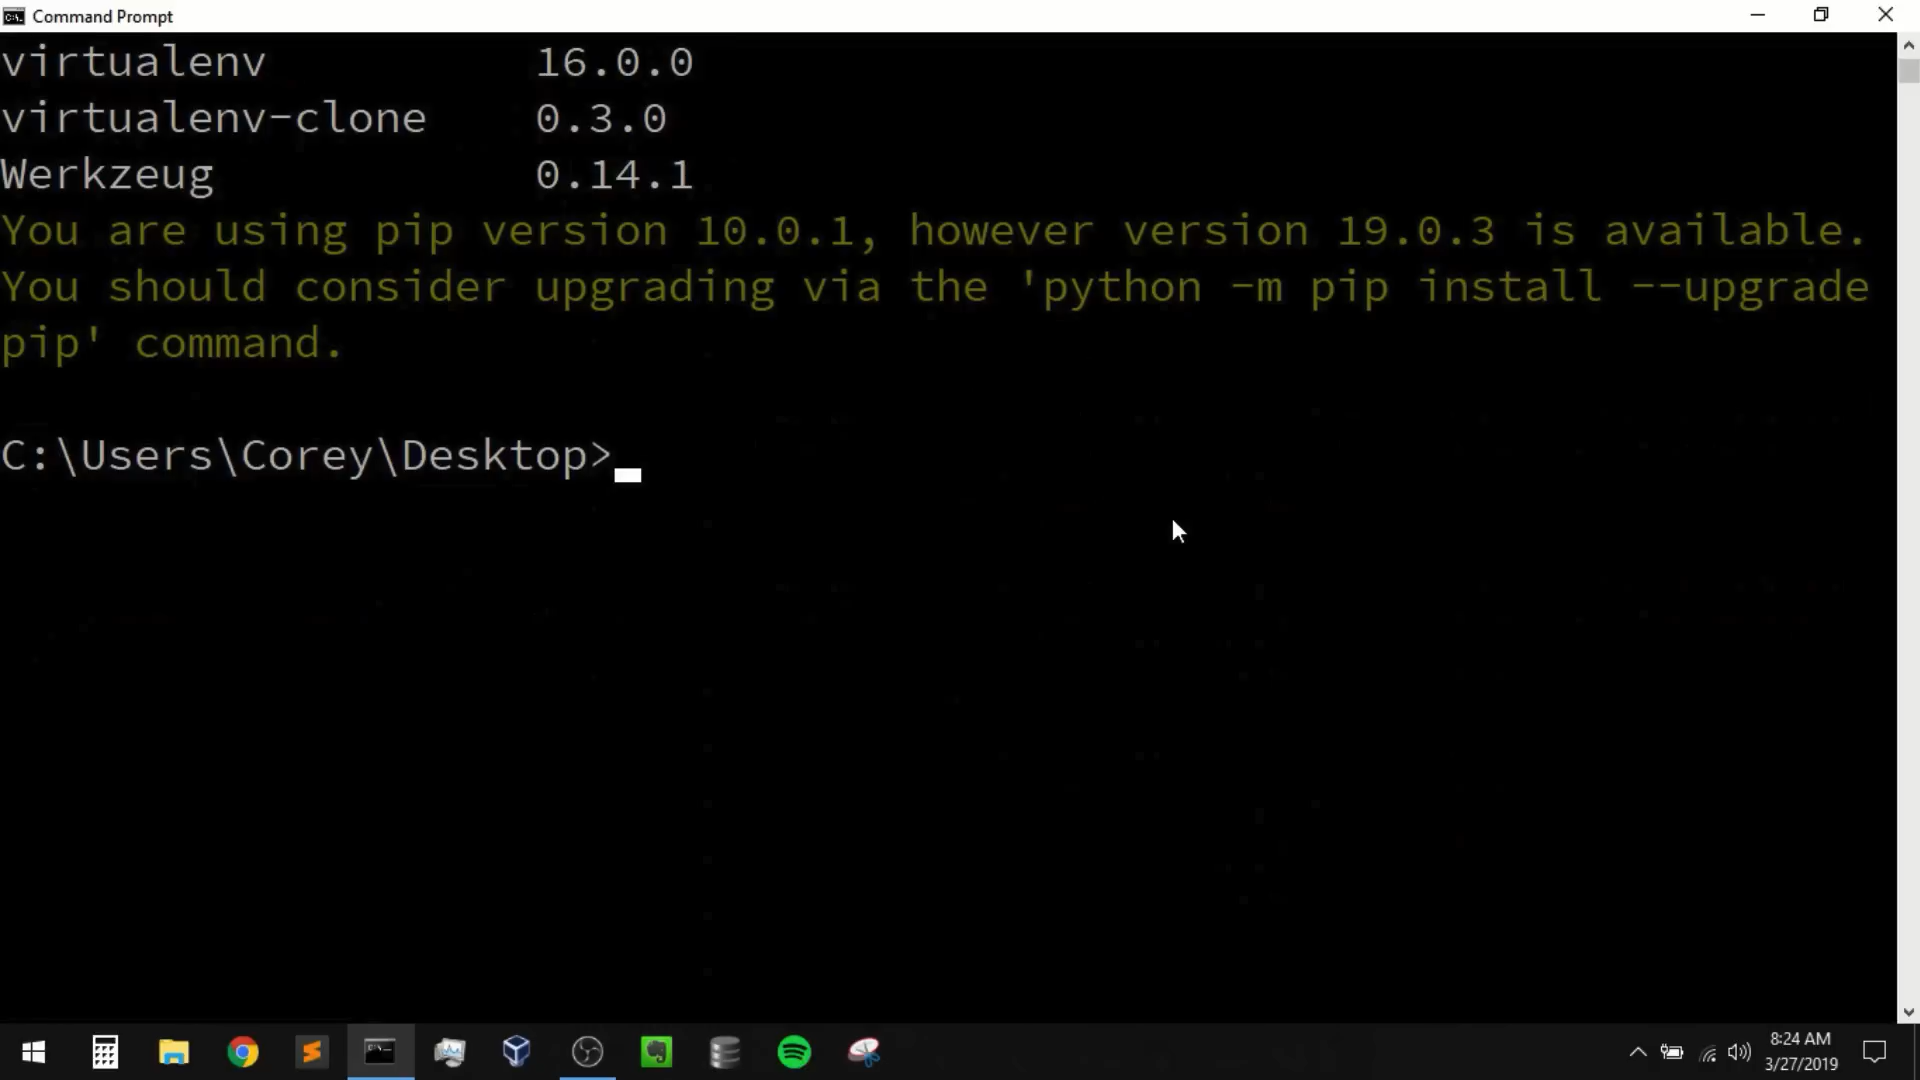 Command Prompt
virtualenv 16.0.0
virtualenv-clone 0.3.0
Werkzeug 0.14.1
You are using pip version 10.0.1, however version 19.0.3 is available.
You should consider upgrading via the 'python -m pip install --upgrade
pip' command.
C:\Users\Corey\Desktop>
8:24 AM
3/27/2019